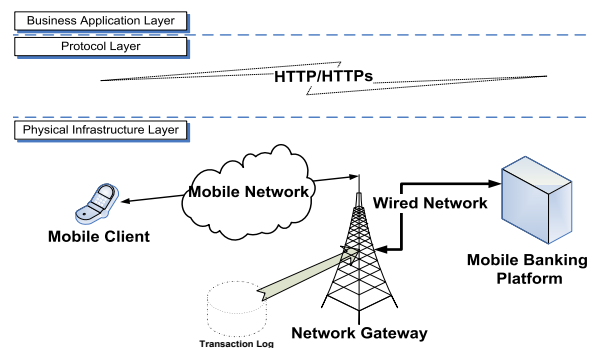 Business Application Layer
Protocol Layer
HTTP/HTTPs
Physical Infrastructure Layer
Mobile Network
Wired Network
Mobile Client
Mobile Banking
Platform
Network Gateway
Transaction Log